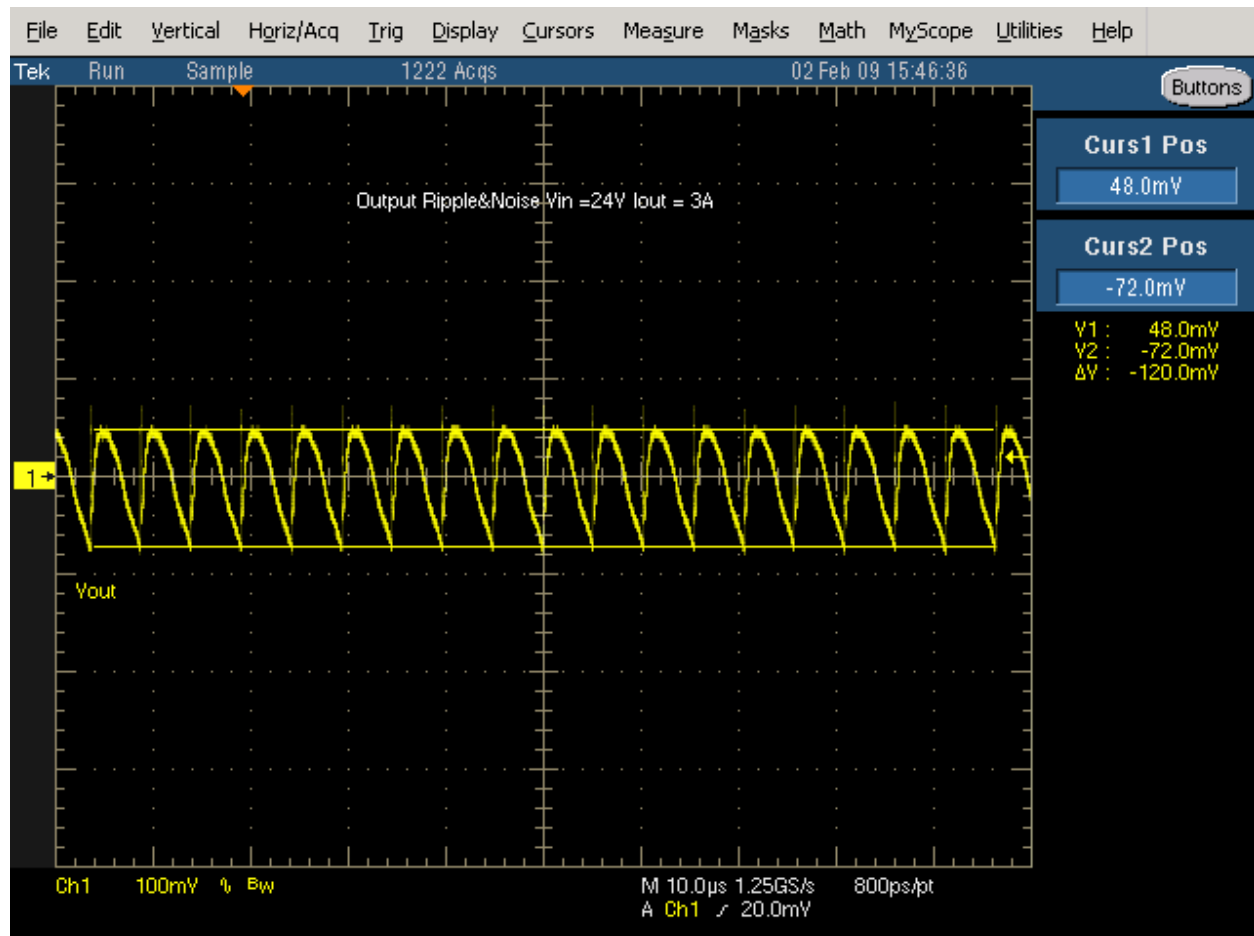 File Edit Vertical Horiz/Acq Trig Display Cursors Measure Masks Math MyScope Utilities Help
Tek Run Sample 1222 Acqs 02 Feb 09 15:46:36
Buttons
Curs1 Pos
48.0mV
Output Ripple&Noise Vin =24V Iout = 3A
Curs2 Pos
-72.0mV
V1 : 48.0mV
V2 : -72.0mV
ΔV : -120.0mV
1
Vout
Ch1 100mV ∿ Bw M 10.0µs 1.25GS/s 800ps/pt
A Ch1 20.0mV